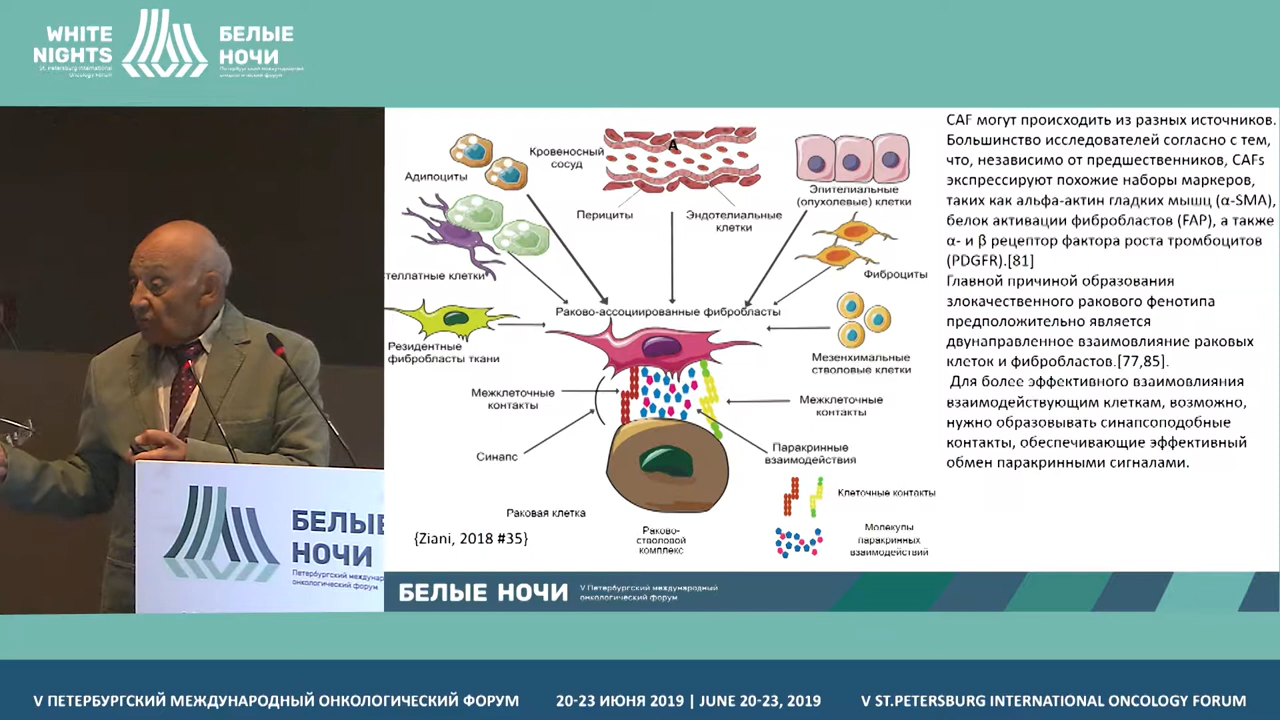 WHITE
NIGHTS
St. Petersburg International
Oncology Forum
БЕЛЫЕ
НОЧИ
Петербургский международный
онкологический форум
Адипоциты
Кровеносный
сосуд
А
Эпителиальные
(опухолевые) клетки
Перициты
Эндотелиальные
клетки
Фиброциты
Стеллатные клетки
Раково-ассоциированные фибробласты
Резидентные
фибробласты ткани
Мезенхимальные
стволовые клетки
Межклеточные
контакты
Межклеточные
контакты
Синапс
Паракринные
взаимодействия
Клеточные контакты
Раковая клетка
Раково-
стволовой
комплекс
Молекулы
паракринных
взаимодействий
{Ziani, 2018 #35}
CAF могут происходить из разных источников.
Большинство исследователей согласно с тем,
что, независимо от предшественников, CAFs
экспрессируют похожие наборы маркеров,
таких как альфа-актин гладких мышц (α-SMA),
белок активации фибробластов (FAP), а также
α- и β рецептор фактора роста тромбоцитов
(PDGFR).[81]
Главной причиной образования
злокачественного ракового фенотипа
предположительно является
двунаправленное взаимовлияние раковых
клеток и фибробластов.[77,85].
Для более эффективного взаимовлияния
взаимодействующим клеткам, возможно,
нужно образовывать синапсоподобные
контакты, обеспечивающие эффективный
обмен паракринными сигналами.
БЕЛЫЕ
НОЧИ
Петербургский междунар
онкологический форум
БЕЛЫЕ НОЧИ
V Петербургский международный
онкологический форум
V ПЕТЕРБУРГСКИЙ МЕЖДУНАРОДНЫЙ ОНКОЛОГИЧЕСКИЙ ФОРУМ
20-23 ИЮНЯ 2019 | JUNE 20-23, 2019
V ST.PETERSBURG INTERNATIONAL ONCOLOGY FORUM